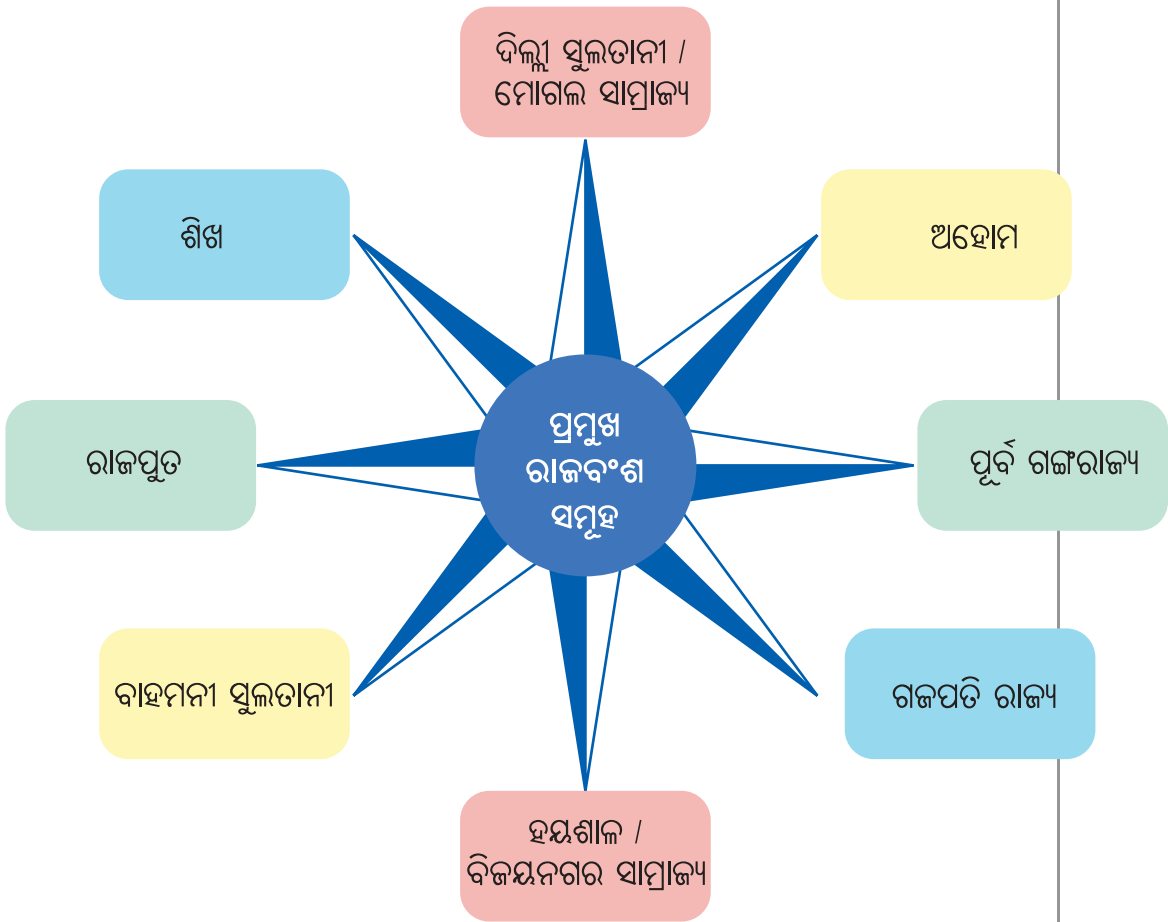 ଦିଲ୍ଲୀ ସୁଲତାନୀ /
ମୋଗଲ ସାମ୍ରାଜ୍ୟ
ଶିଖ
ଅହୋମ
ପ୍ରମୁଖ
ରାଜବଂଶ
ସମୂହ
ରାଜପୁତ
ପୂର୍ବ ଗଙ୍ଗରାଜ୍ୟ
ବାହମନୀ ସୁଲତାନୀ
ଗଜପତି ରାଜ୍ୟ
ହୟଶାଳ /
ବିଜୟନଗର ସାମ୍ରାଜ୍ୟ